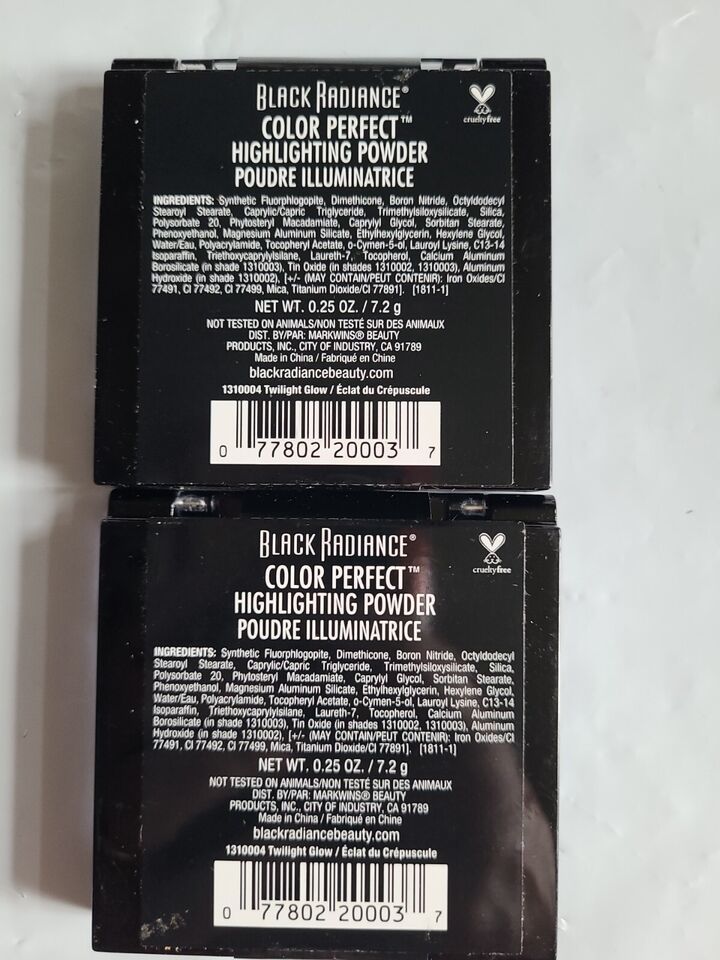 BLACK RADIANCE®
crueltyfree
COLOR PERFECT™
HIGHLIGHTING POWDER
POUDRE ILLUMINATRICE
INGREDIENTS: Synthetic Fluorphlogopite, Dimethicone, Boron Nitride, Octyldodecyl
Stearoyl Stearate, Caprylic/Capric Triglyceride, Trimethylsiloxysilicate, Silica,
Polysorbate 20, Phytosteryl Macadamiate, Caprylyl Glycol, Sorbitan Stearate,
Phenoxyethanol, Magnesium Aluminum Silicate, Ethylhexylglycerin, Hexylene Glycol,
Water/Eau, Polyacrylamide, Tocopheryl Acetate, o-Cymen-5-ol, Lauroyl Lysine, C13-14
Isoparaffin, Triethoxycaprylylsilane, Laureth-7, Tocopherol, Calcium Aluminum
Borosilicate (in shade 1310003), Tin Oxide (in shades 1310002, 1310003), Aluminum
Hydroxide (in shade 1310002), [+/- (MAY CONTAIN/PEUT CONTENIR): Iron Oxides/CI
77491, CI 77492, CI 77499, Mica, Titanium Dioxide/CI 77891]. [1811-1]
NET WT. 0.25 OZ. / 7.2 g
NOT TESTED ON ANIMALS/NON TESTÉ SUR DES ANIMAUX
DIST. BY/PAR: MARKWINS® BEAUTY
PRODUCTS, INC., CITY OF INDUSTRY, CA 91789
Made in China / Fabriqué en Chine
blackradiancebeauty.com
1310004 Twilight Glow / Éclat du Crépuscule
0 77802 20003 7
BLACK RADIANCE®
crueltyfree
COLOR PERFECT™
HIGHLIGHTING POWDER
POUDRE ILLUMINATRICE
INGREDIENTS: Synthetic Fluorphlogopite, Dimethicone, Boron Nitride, Octyldodecyl
Stearoyl Stearate, Caprylic/Capric Triglyceride, Trimethylsiloxysilicate, Silica,
Polysorbate 20, Phytosteryl Macadamiate, Caprylyl Glycol, Sorbitan Stearate,
Phenoxyethanol, Magnesium Aluminum Silicate, Ethylhexylglycerin, Hexylene Glycol,
Water/Eau, Polyacrylamide, Tocopheryl Acetate, o-Cymen-5-ol, Lauroyl Lysine, C13-14
Isoparaffin, Triethoxycaprylylsilane, Laureth-7, Tocopherol, Calcium Aluminum
Borosilicate (in shade 1310003), Tin Oxide (in shades 1310002, 1310003), Aluminum
Hydroxide (in shade 1310002), [+/- (MAY CONTAIN/PEUT CONTENIR): Iron Oxides/CI
77491, CI 77492, CI 77499, Mica, Titanium Dioxide/CI 77891]. [1811-1]
NET WT. 0.25 OZ. / 7.2 g
NOT TESTED ON ANIMALS/NON TESTÉ SUR DES ANIMAUX
DIST. BY/PAR: MARKWINS® BEAUTY
PRODUCTS, INC., CITY OF INDUSTRY, CA 91789
Made in China / Fabriqué en Chine
blackradiancebeauty.com
1310004 Twilight Glow / Éclat du Crépuscule
0 77802 20003 7